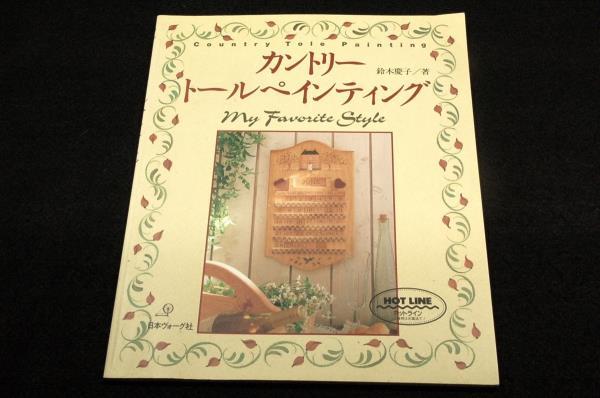 Country Tole Painting
カントリー
鈴木慶子／著
トールペインティング
My Favorite Style
HOT LINE
ホットライン
日本ヴォーグ社